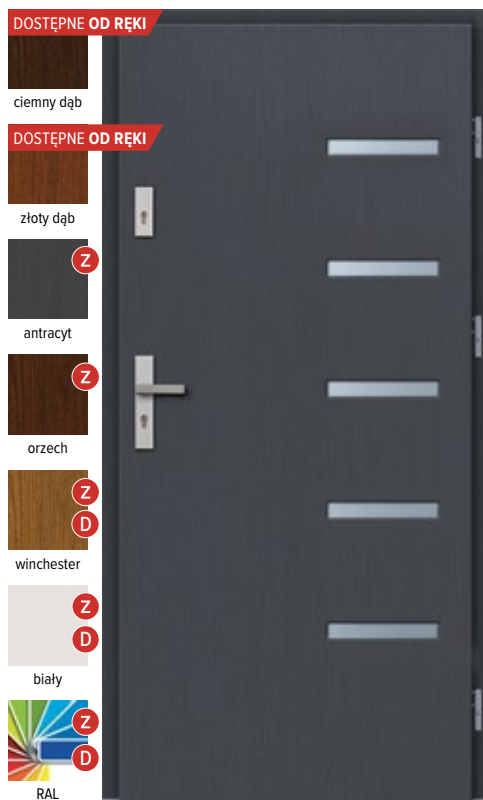 DOSTĘPNE OD RĘKI
ciemny dąb
DOSTĘPNE OD RĘKI
złoty dąb
Z
antracyt
Z
orzech
Z
D
winchester
Z
D
biały
Z
D
RAL